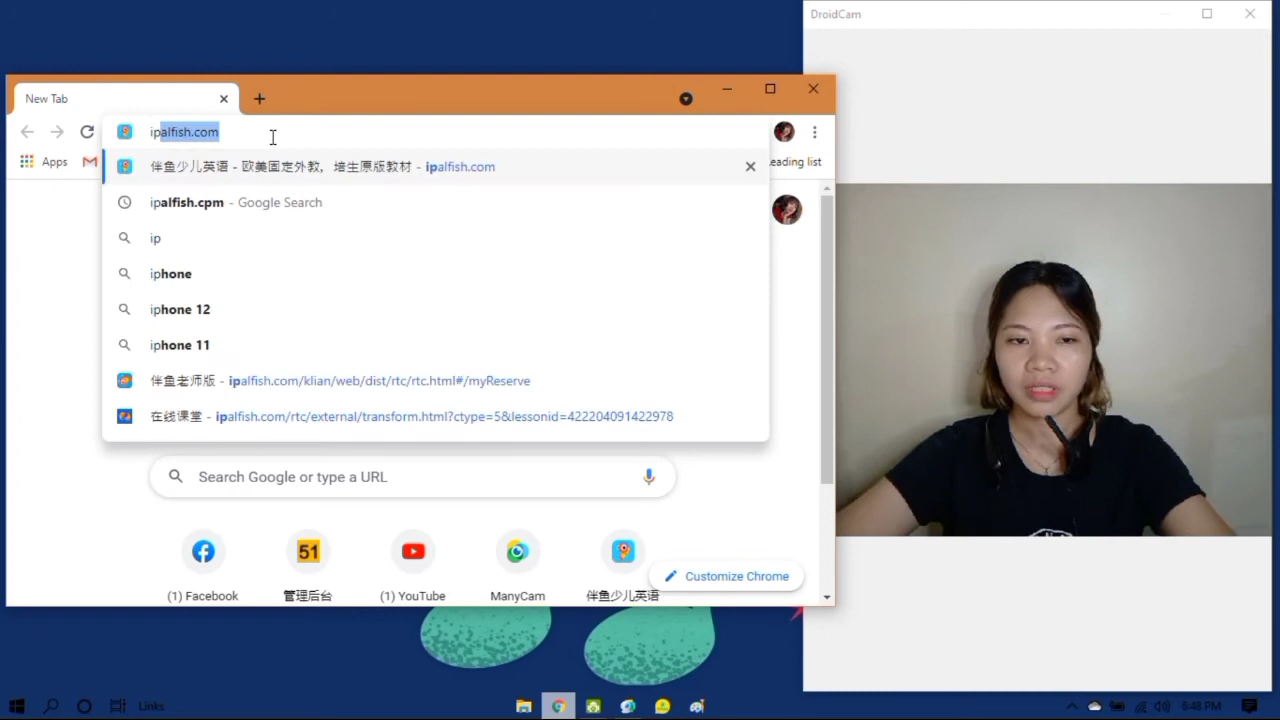 DroidCam
New Tab
ipalfish.com
Apps
eading list
伴鱼少儿英语 - 欧美固定外教，培生原版教材 - ipalfish.com
ipalfish.cpm - Google Search
ip
iphone
iphone 12
iphone 11
伴鱼老师版 - ipalfish.com/klian/web/dist/rtc/rtc.html#/myReserve
在线课堂 - ipalfish.com/rtc/external/transform.html?ctype=5&lessonid=422204091422978
Search Google or type a URL
51
Customize Chrome
(1) Facebook
管理后台
(1) YouTube
ManyCam
伴鱼少儿英语
Links
6:48 PM